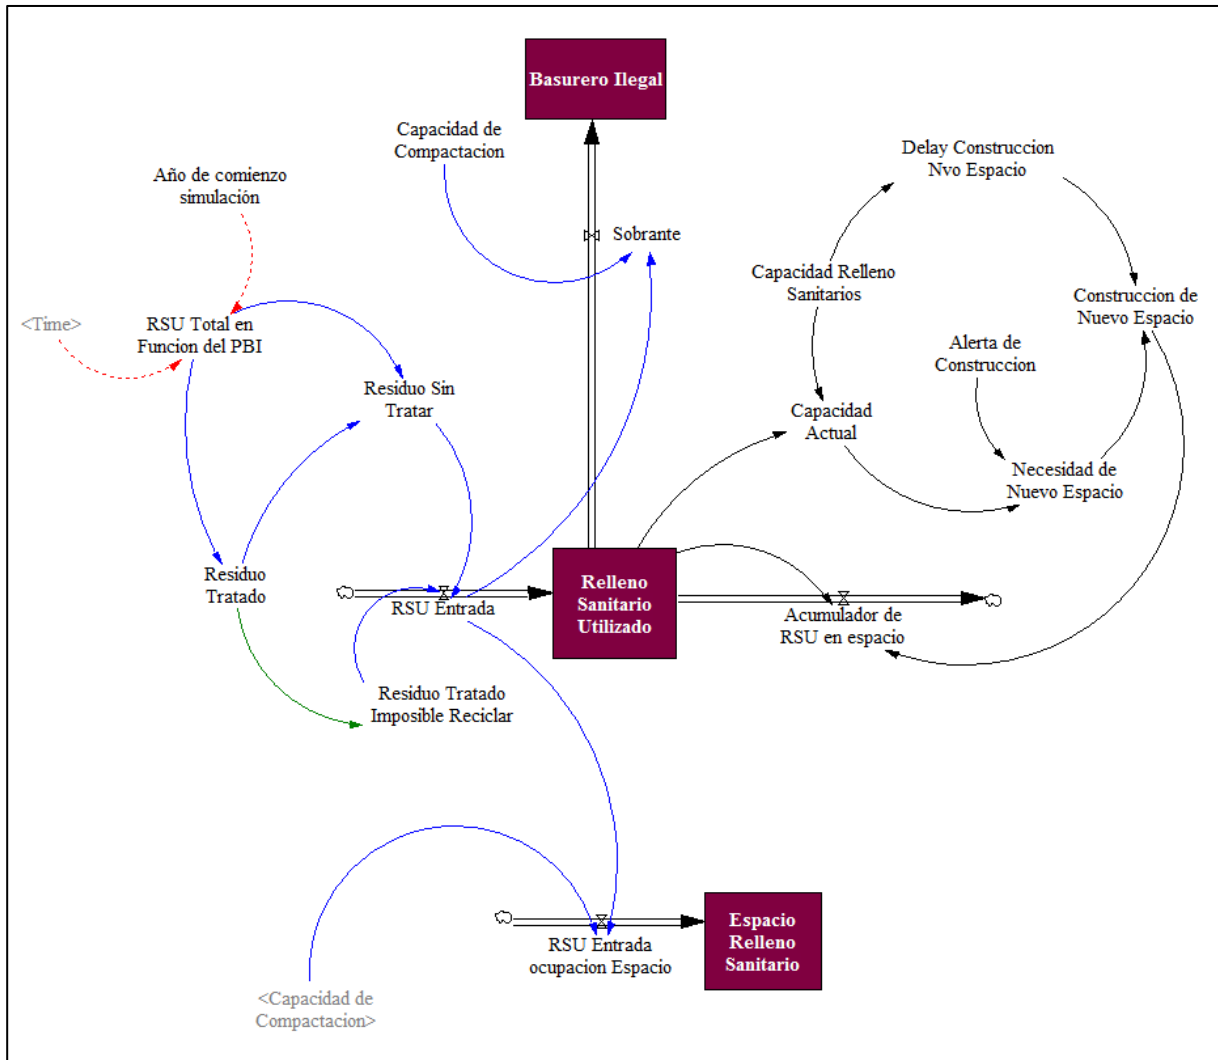 Basurero Ilegal
Capacidad de
Compactacion
Delay Construccion
Nvo Espacio
Año de comienzo
simulación
Sobrante
Capacidad Relleno
Sanitarios
Construccion de
Nuevo Espacio
<Time>
RSU Total en
Funcion del PBI
Alerta de
Construccion
Residuo Sin
Tratar
Capacidad
Actual
Necesidad de
Nuevo Espacio
Residuo
Tratado
RSU Entrada
Relleno
Sanitario
Utilizado
Acumulador de
RSU en espacio
Residuo Tratado
Imposible Reciclar
RSU Entrada
ocupacion Espacio
Espacio
Relleno
Sanitario
<Capacidad de
Compactacion>